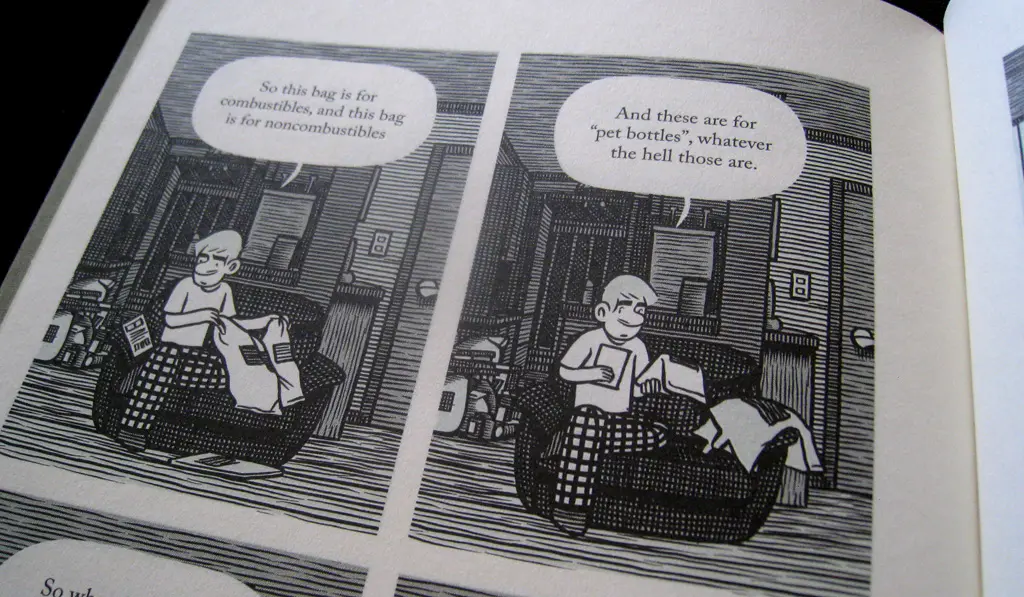 So this bag is for
combustibles, and this bag
is for noncombustibles
And these are for
“pet bottles”, whatever
the hell those are.
So